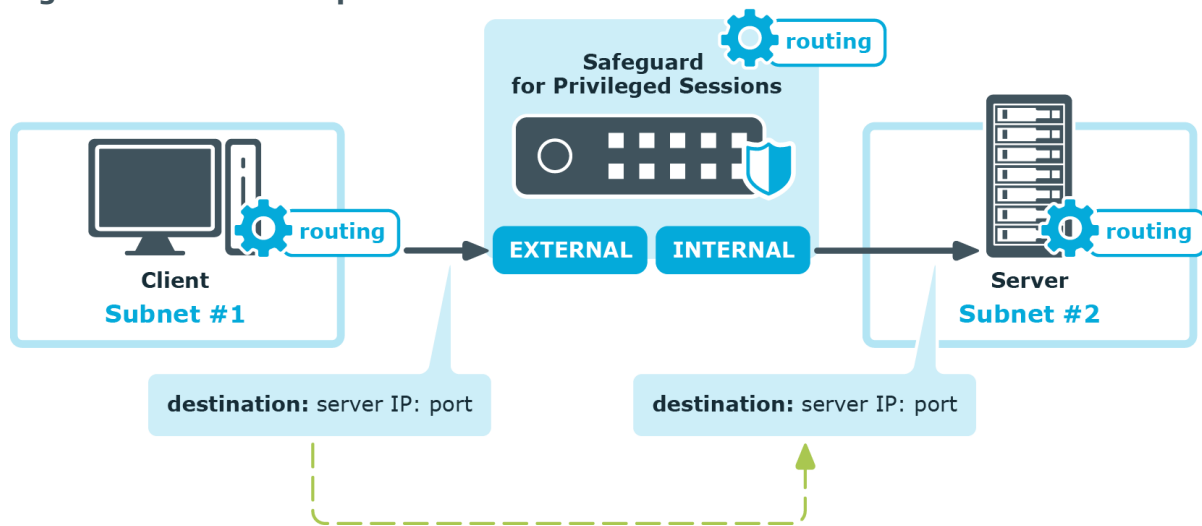 routing
Safeguard
for Privileged Sessions
routing
EXTERNAL
INTERNAL
routing
Client
Subnet #1
Server
Subnet #2
destination: server IP: port
destination: server IP: port